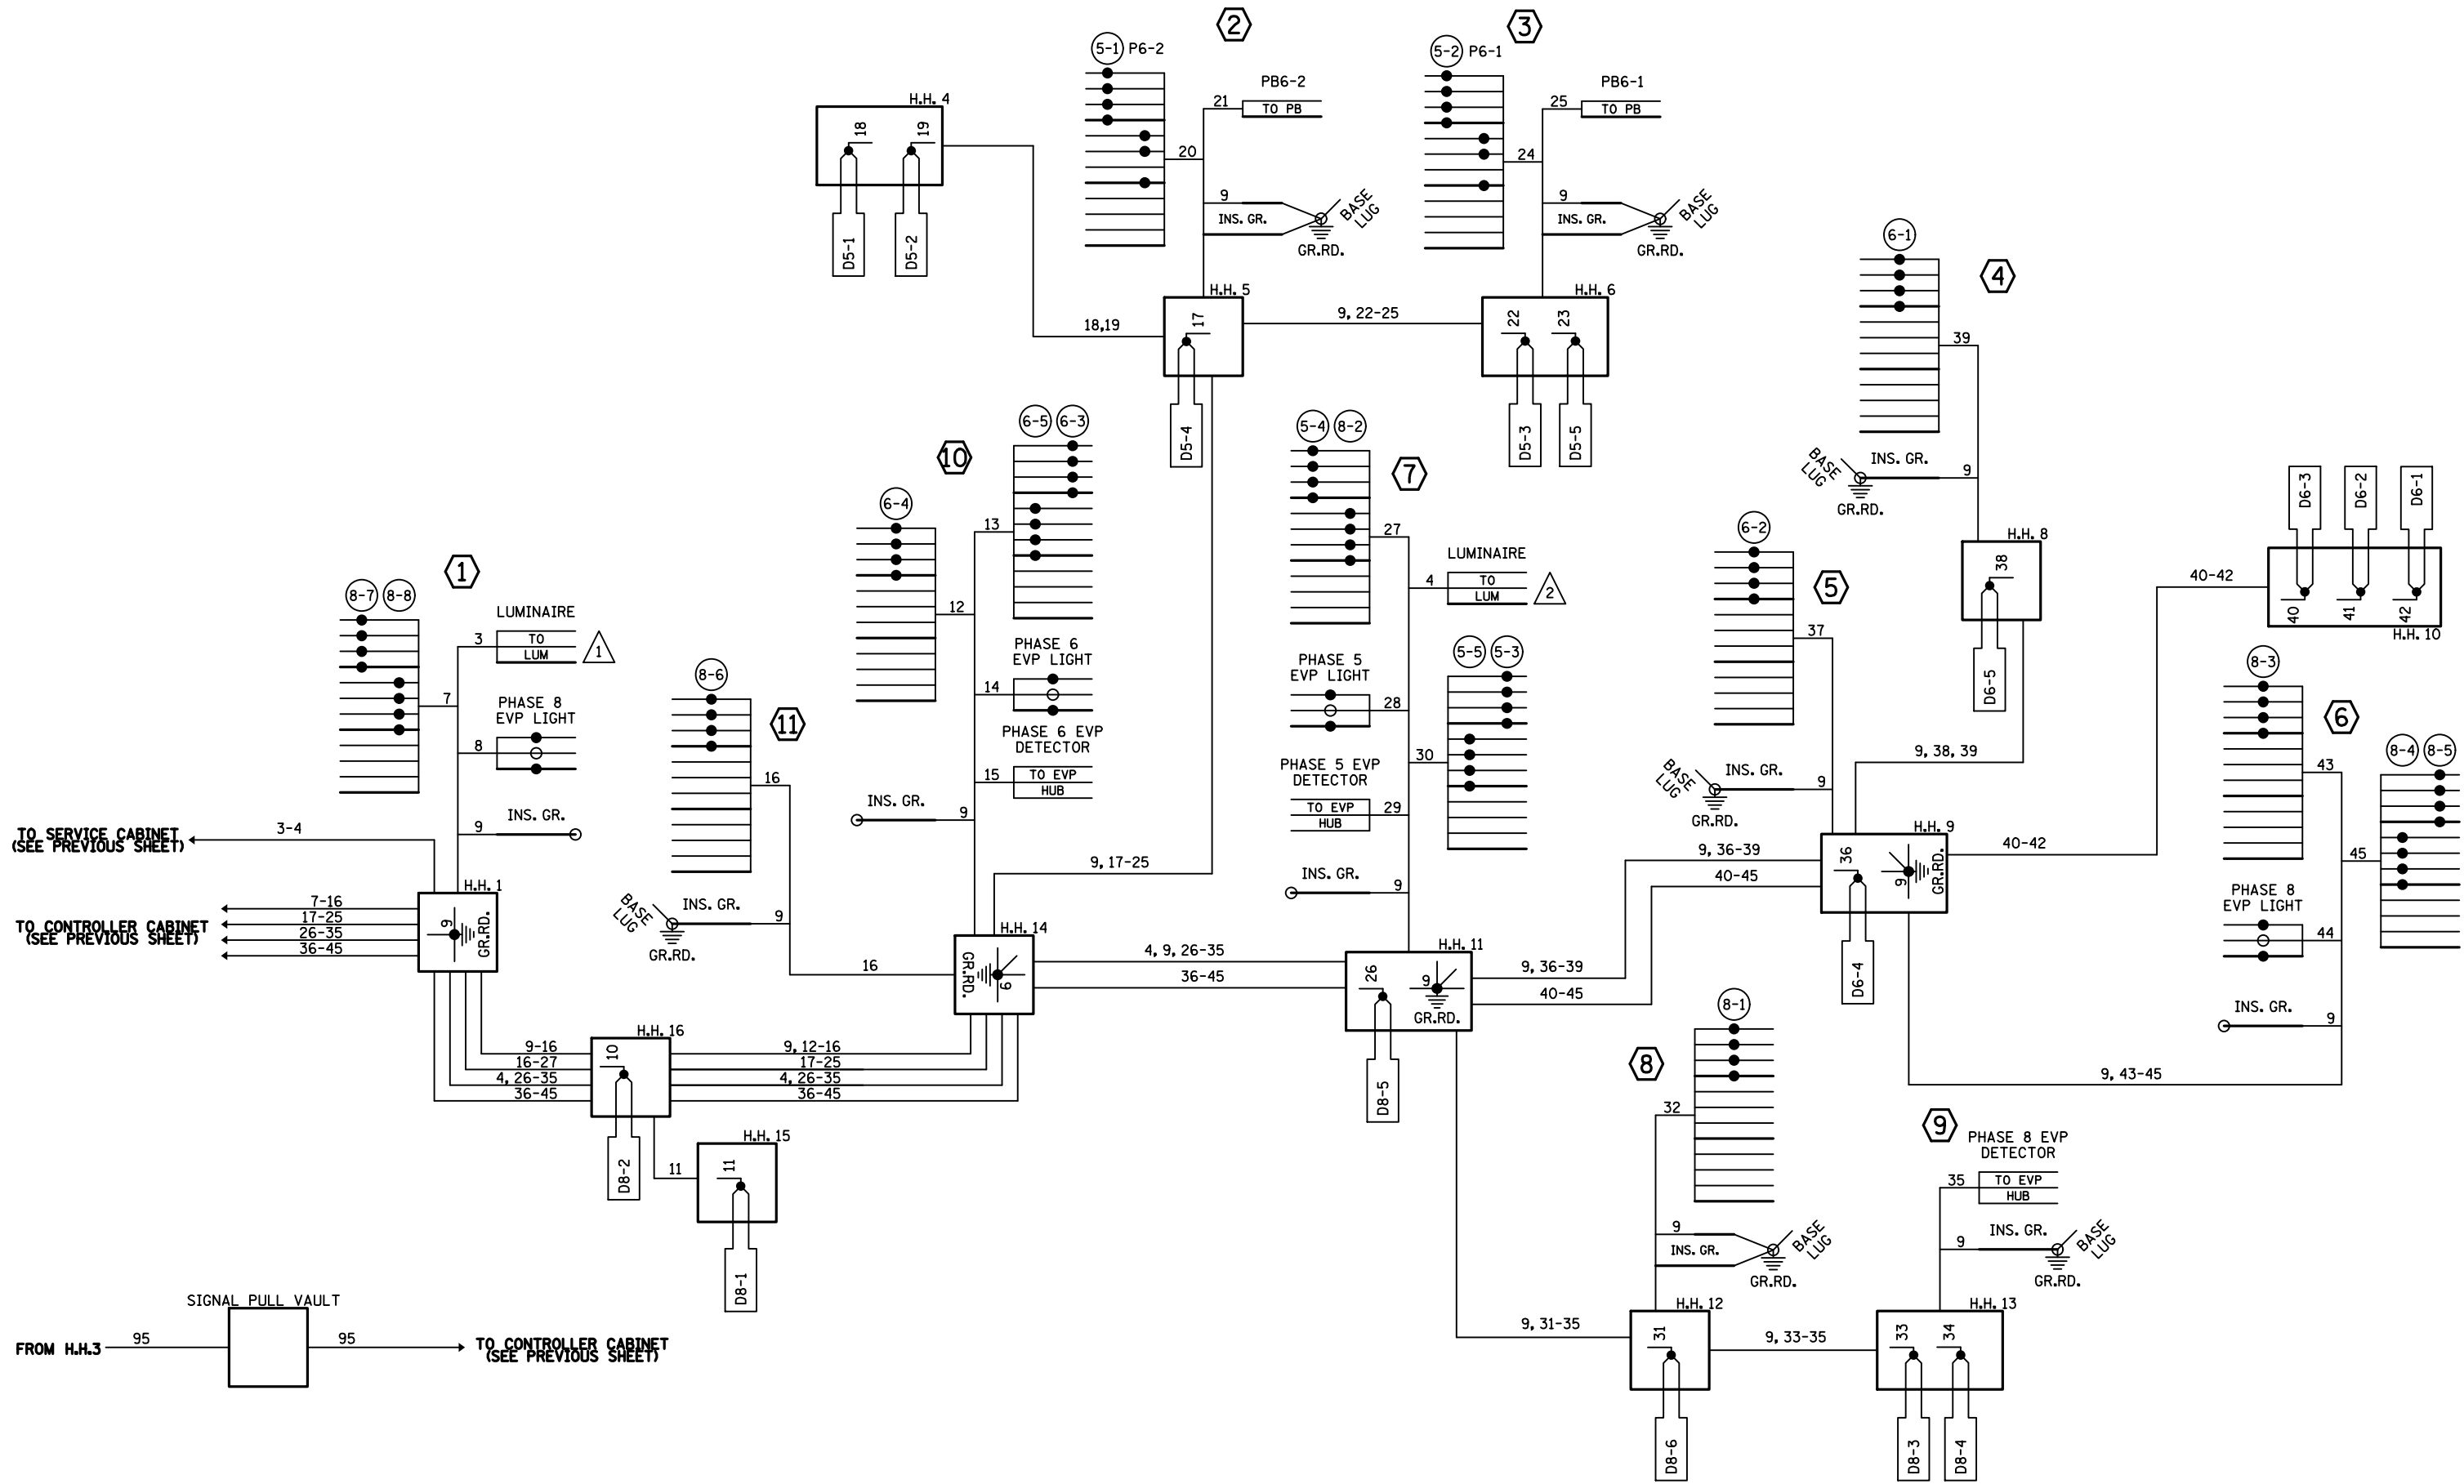 2
3
5-1 P6-2
5-2 P6-1
PB6-2
PB6-1
21
TO PB
25
TO PB
H.H. 4
18
19
20
24
9
INS. GR.
BASE
LUG
GR.RD.
9
INS. GR.
BASE
LUG
GR.RD.
D5-1
D5-2
6-1
4
H.H. 5
H.H. 6
17
22
23
18,19
9, 22-25
39
D5-4
D5-3
D5-5
INS. GR.
9
BASE
LUG
GR.RD.
6-5
6-3
10
6-4
13
12
5-4
8-2
7
27
LUMINAIRE
4
TO
LUM
2
6-2
5
37
H.H. 8
38
D6-5
40-42
D6-3
D6-2
D6-1
40
41
42
H.H. 10
1
8-7
8-8
LUMINAIRE
3
TO
LUM
1
7
PHASE 8
EVP LIGHT
8
9
INS. GR.
8-6
11
16
PHASE 6
EVP LIGHT
14
PHASE 6 EVP
DETECTOR
15
TO EVP
HUB
INS. GR.
9
PHASE 5
EVP LIGHT
28
5-5
5-3
30
PHASE 5 EVP
DETECTOR
TO EVP
HUB
29
INS. GR.
9
9, 38, 39
BASE
LUG
INS. GR.
9
GR.RD.
8-3
6
43
8-4
8-5
45
PHASE 8
EVP LIGHT
44
INS. GR.
9
TO SERVICE CABINET
(SEE PREVIOUS SHEET)
3-4
H.H. 1
9
GR.RD.
7-16
17-25
26-35
36-45
TO CONTROLLER CABINET
(SEE PREVIOUS SHEET)
BASE
LUG
INS. GR.
9
GR.RD.
16
9, 17-25
H.H. 14
GR.RD.
9
4, 9, 26-35
36-45
H.H. 11
26
9
GR.RD.
D8-5
9, 36-39
40-45
9, 36-39
40-45
H.H. 9
36
9
GR.RD.
D6-4
40-42
9, 43-45
H.H. 16
10
9-16
16-27
4, 26-35
36-45
9, 12-16
17-25
4, 26-35
36-45
D8-2
11
H.H. 15
11
D8-1
8-1
8
32
9
INS. GR.
BASE
LUG
GR.RD.
9
PHASE 8 EVP
DETECTOR
35
TO EVP
HUB
9
INS. GR.
BASE
LUG
GR.RD.
9, 31-35
H.H. 12
31
D8-6
9, 33-35
H.H. 13
33
34
D8-3
D8-4
SIGNAL PULL VAULT
FROM H.H.3
95
95
TO CONTROLLER CABINET
(SEE PREVIOUS SHEET)